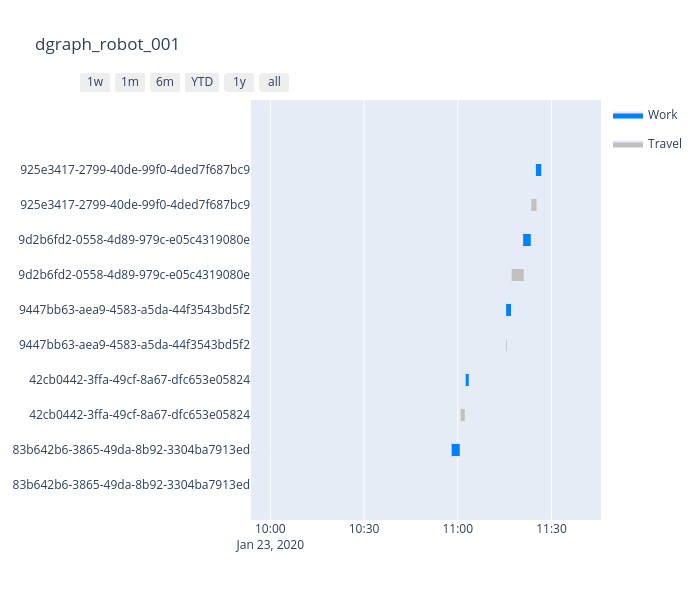 dgraph_robot_001
1w 1m 6m YTD 1y all
Work
Travel
925e3417-2799-40de-99f0-4ded7f687bc9
925e3417-2799-40de-99f0-4ded7f687bc9
9d2b6fd2-0558-4d89-979c-e05c4319080e
9d2b6fd2-0558-4d89-979c-e05c4319080e
9447bb63-aea9-4583-a5da-44f3543bd5f2
9447bb63-aea9-4583-a5da-44f3543bd5f2
42cb0442-3ffa-49cf-8a67-dfc653e05824
42cb0442-3ffa-49cf-8a67-dfc653e05824
83b642b6-3865-49da-8b92-3304ba7913ed
83b642b6-3865-49da-8b92-3304ba7913ed
10:00 10:30 11:00 11:30
Jan 23, 2020